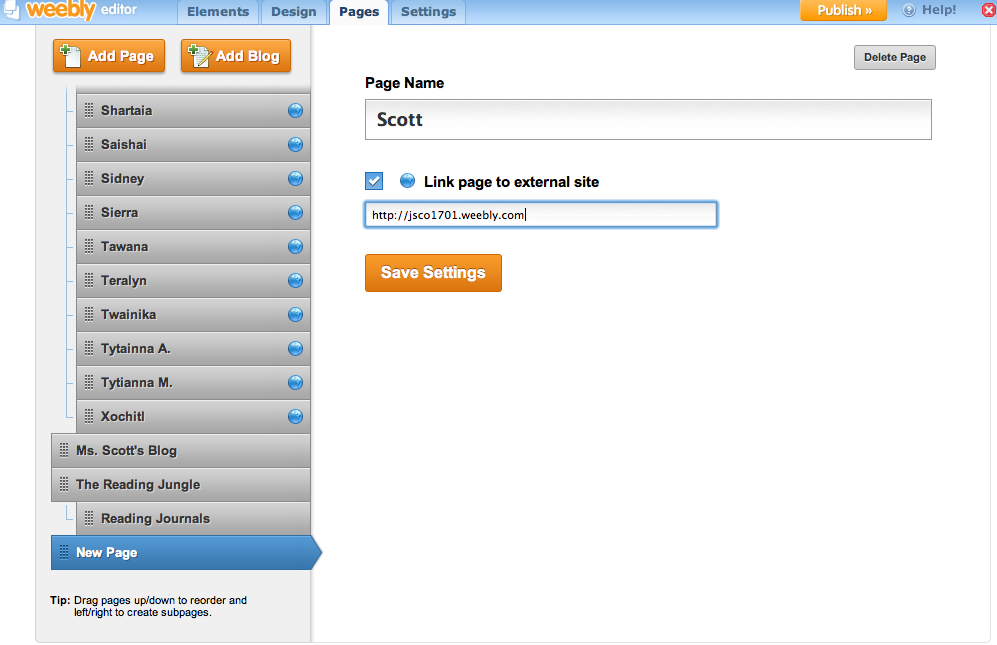 weebly editor Elements Design Pages Settings Publish » Help!
Add Page Add Blog
Delete Page
Page Name
Scott
Link page to external site
http://jsco1701.weebly.com
Save Settings
Shartaia
Saishai
Sidney
Sierra
Tawana
Teralyn
Twainika
Tytainna A.
Tytianna M.
Xochitl
Ms. Scott's Blog
The Reading Jungle
Reading Journals
New Page
Tip: Drag pages up/down to reorder and
left/right to create subpages.